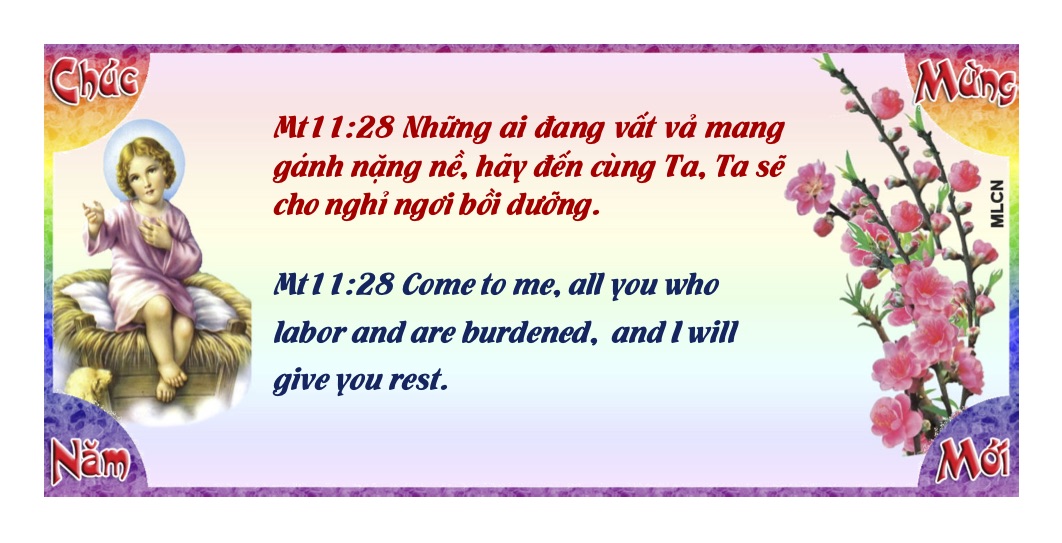 Chúc
Mừng
Mt11:28 Những ai đang vất vả mang
gánh nặng nề, hãy đến cùng Ta, Ta sẽ
cho nghỉ ngơi bồi dưỡng.
MLCN
Mt11:28 Come to me, all you who
labor and are burdened, and I will
give you rest.
Năm
Mới